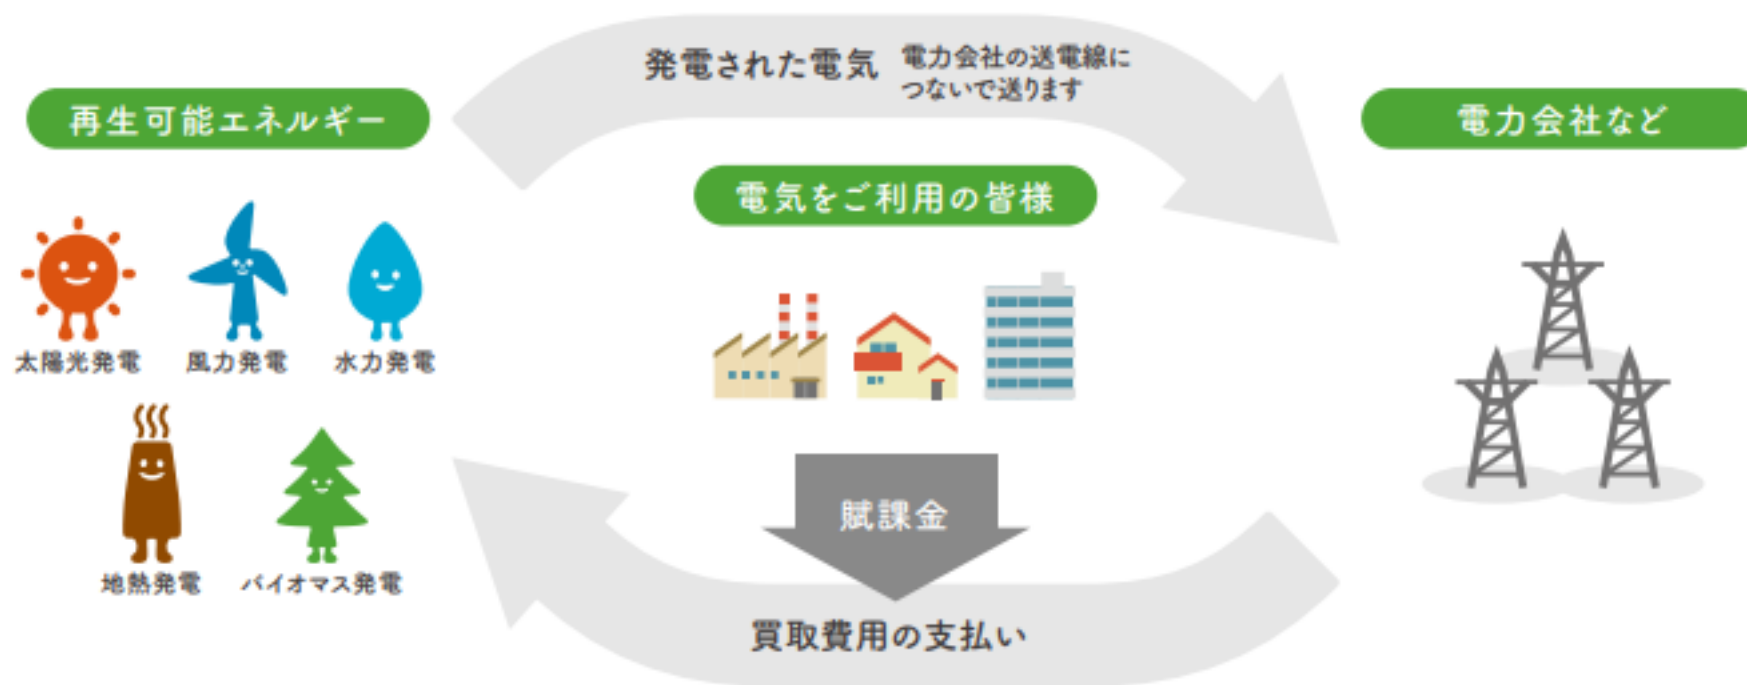 発電された電気
電力会社の送電線に
つないで送ります
再生可能エネルギー
電力会社など
電気をご利用の皆様
太陽光発電
風力発電
水力発電
地熱発電
バイオマス発電
賦課金
買取費用の支払い